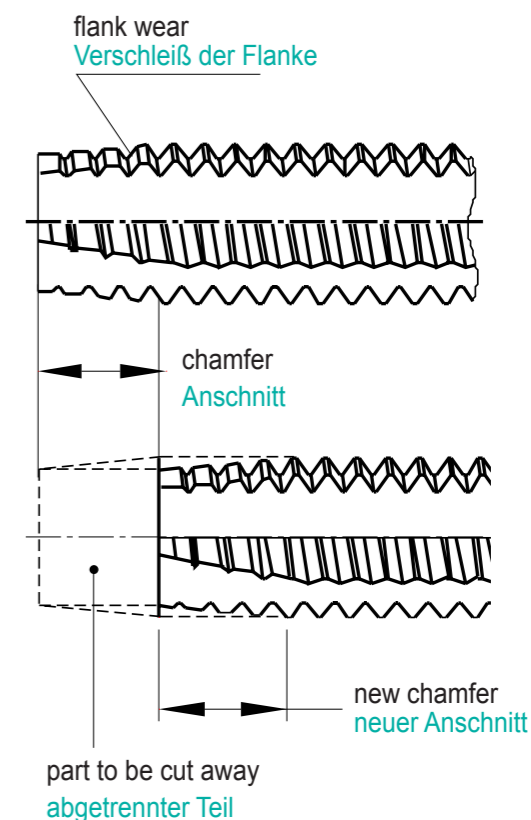 flank wear
Verschleiß der Flanke
chamfer
Anschnitt
new chamfer
neuer Anschnitt
part to be cut away
abgetrennter Teil